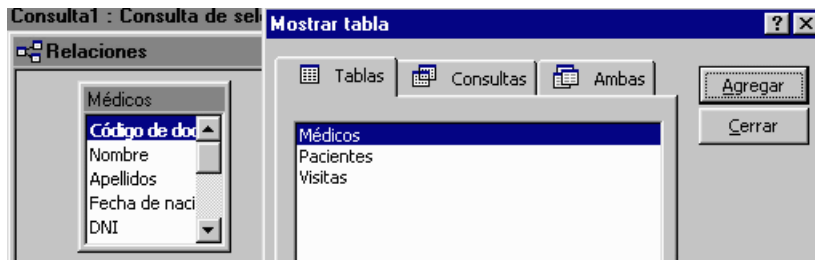 Consulta1 : Consulta de sel
Relaciones
Médicos
Código de doc
Nombre
Apellidos
Fecha de naci
DNI
Mostrar tabla
Tablas
Consultas
Ambas
Médicos
Pacientes
Visitas
Agregar
Cerrar